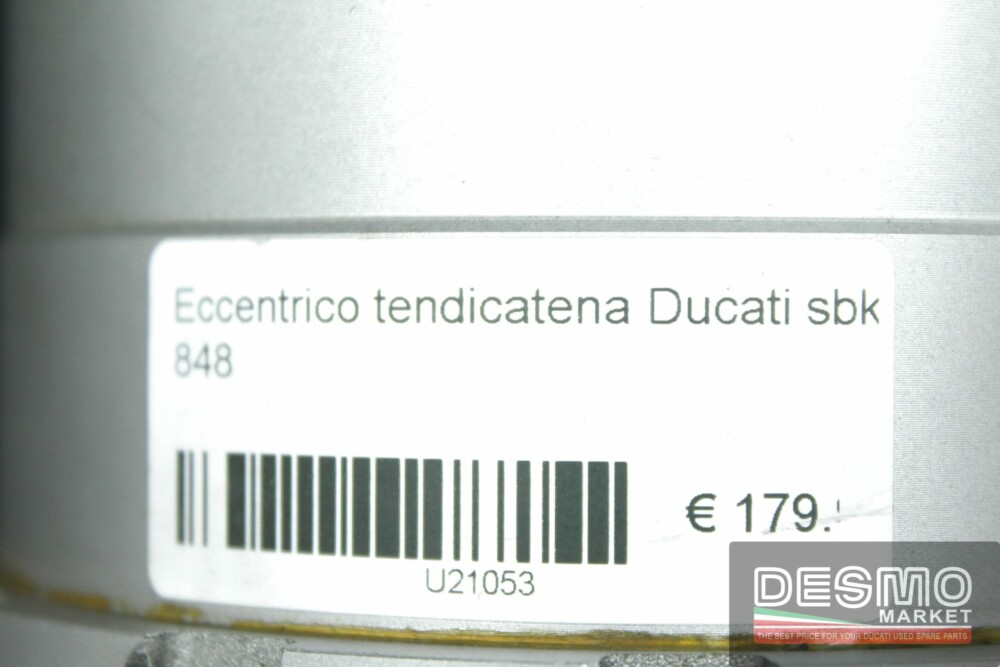 Eccentrico tendicatena Ducati sbk
848
€ 179.
U21053
DESMO
MARKET
THE BEST PRICE FOR YOUR DUCATI USED SPARE PARTS